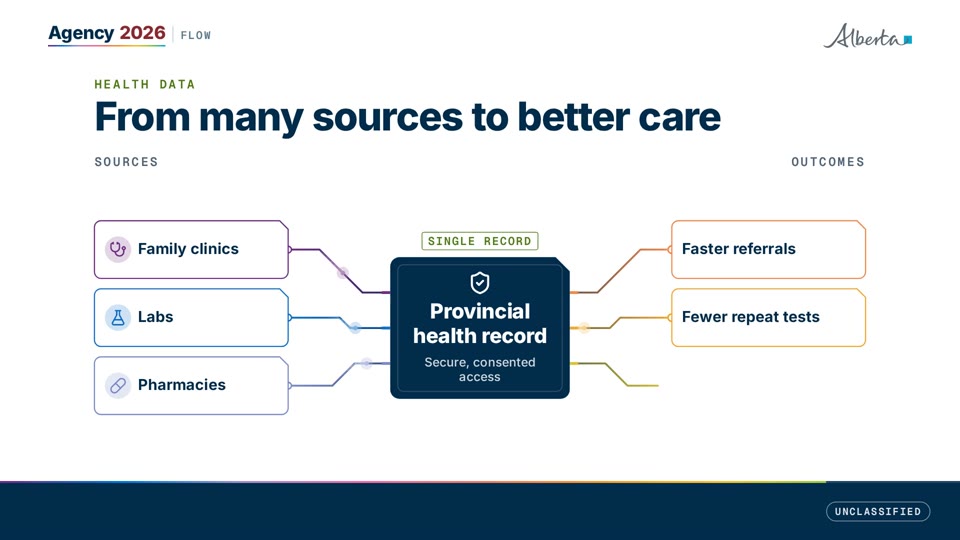 Agency 2026 FLOW
Alberta
HEALTH DATA
From many sources to better care
SOURCES
OUTCOMES
Family clinics
Labs
Pharmacies
SINGLE RECORD
Provincial
health record
Secure, consented
access
Faster referrals
Fewer repeat tests
UNCLASSIFIED